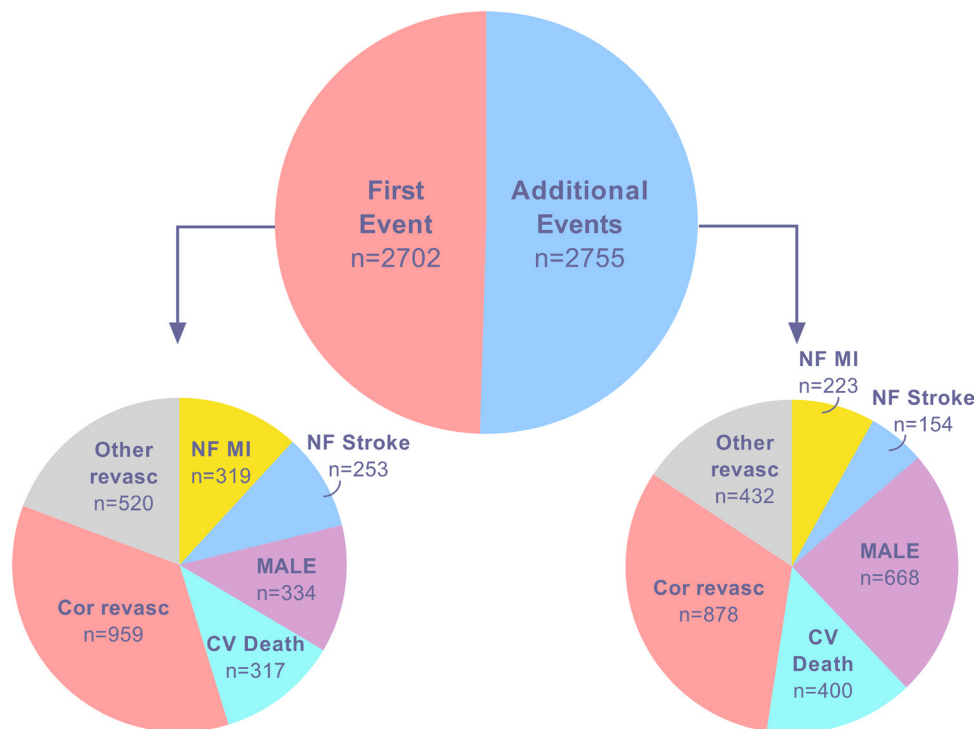 First
Event
n=2702
Additional
Events
n=2755
NF MI
n=319
NF Stroke
n=253
MALE
n=334
CV Death
n=317
Cor revasc
n=959
Other
revasc
n=520
NF MI
n=223
NF Stroke
n=154
MALE
n=668
CV
Death
n=400
Cor revasc
n=878
Other
revasc
n=432